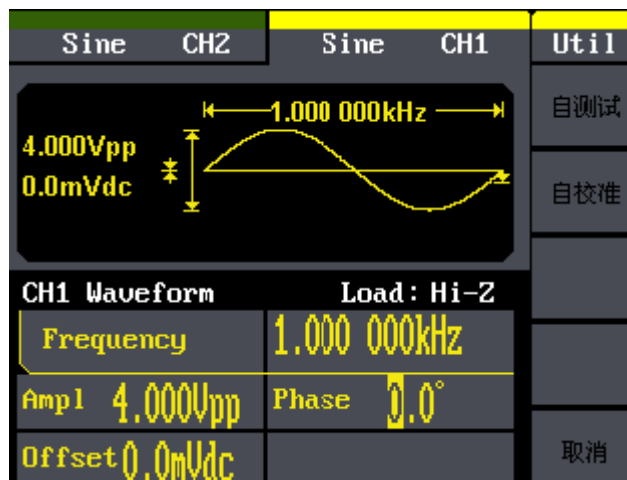 Sine CH2 Sine CH1 Util
1.000 000kHz
自测试
4.000Vpp
0.0mVdc
自校准
CH1 Waveform Load: Hi-Z
Frequency 1.000 000kHz
Ampl 4.000Vpp Phase 0.0°
Offset 0.0mVdc
取消